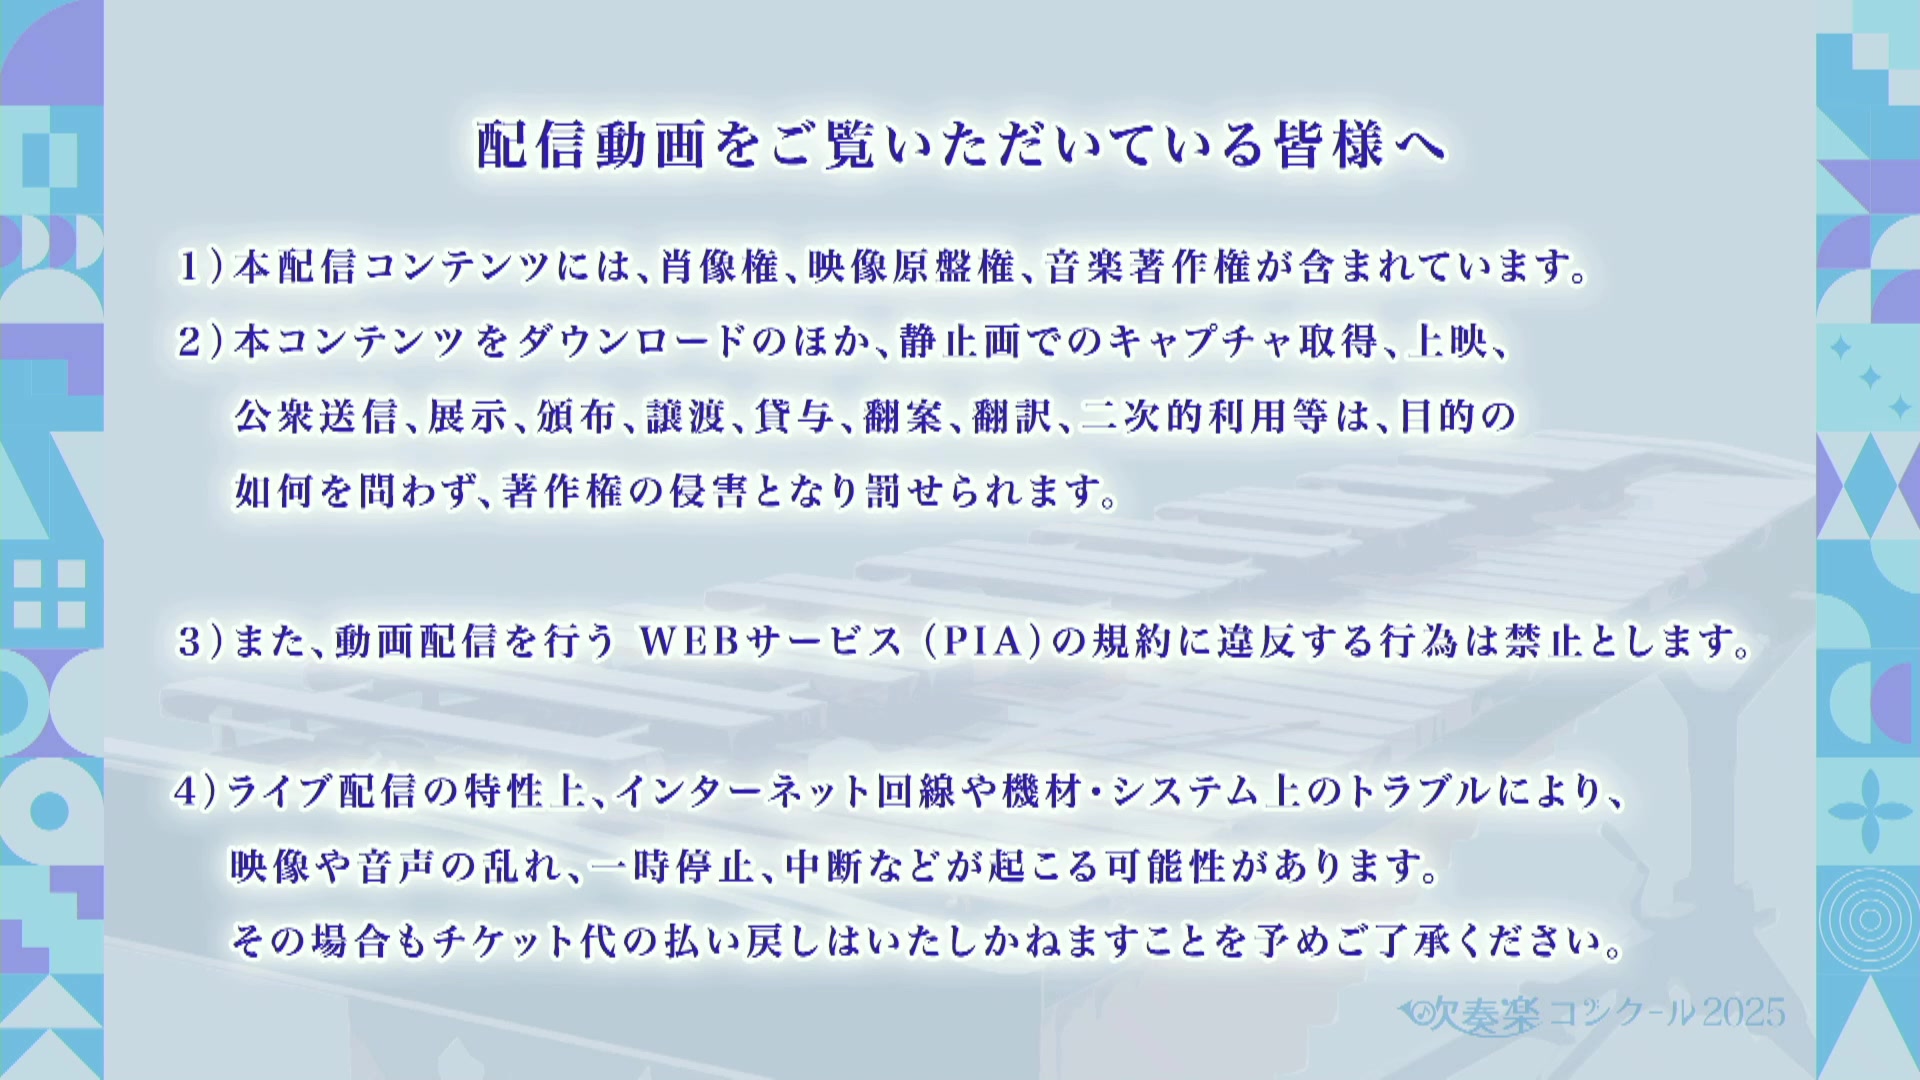 配信動画をご覧いただいている皆様へ
1)本配信コンテンツには、肖像権、映像原盤権、音楽著作権が含まれています。
2)本コンテンツをダウンロードのほか、静止画でのキャプチャ取得、上映、
公衆送信、展示、頒布、譲渡、貸与、翻案、翻訳、二次的利用等は、目的の
如何を問わず、著作権の侵害となり罰せられます。
3)また、動画配信を行う WEBサービス（PIA）の規約に違反する行為は禁止とします。
4)ライブ配信の特性上、インターネット回線や機材・システム上のトラブルにより、
映像や音声の乱れ、一時停止、中断などが起こる可能性があります。
その場合もチケット代の払い戻しはいたしかねますことを予めご了承ください。
吹奏楽コンクール2025